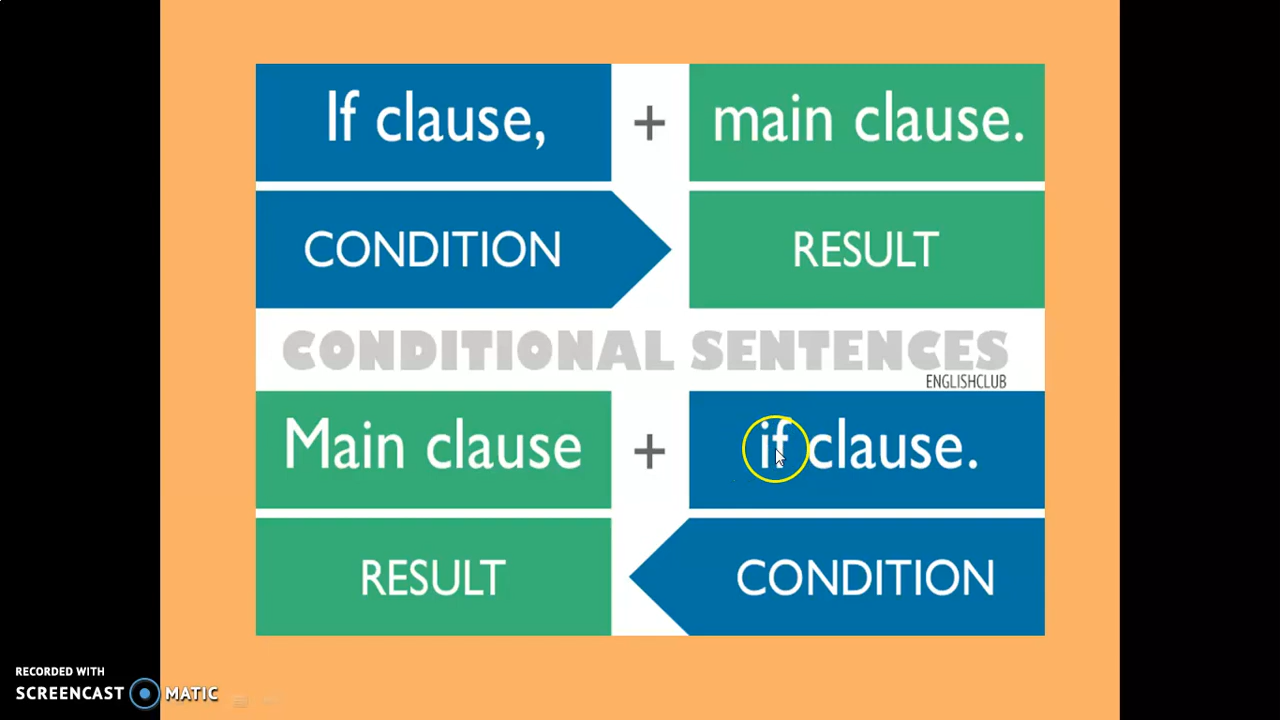 If clause, + main clause.
CONDITION RESULT
CONDITIONAL SENTENCES
ENGLISHCLUB
Main clause + if clause.
RESULT CONDITION
RECORDED WITH
SCREENCAST MATIC